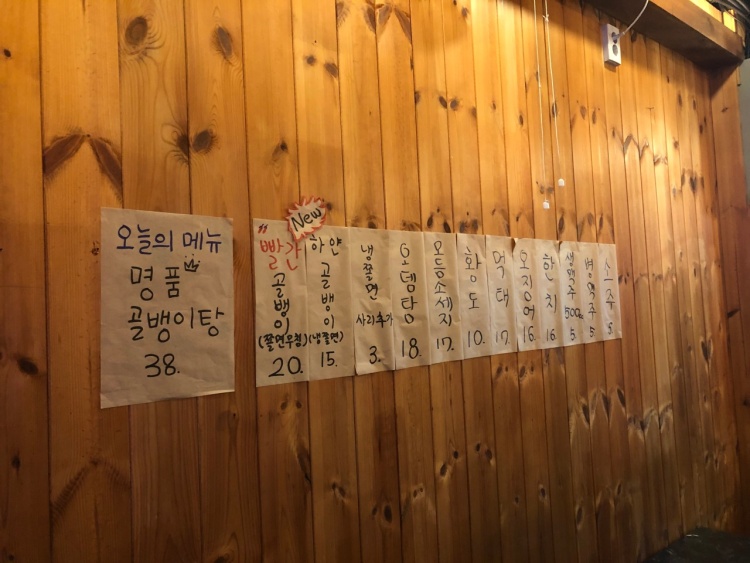 오늘의 메뉴
명품
골뱅이탕
38.
New
빨간
골뱅이
(쫄면무침)
20.
하얀
골뱅이
(냉쫄면)
15.
냉쫄면
사리추가
3.
오뎅탕
18.
모듬소세지
17.
황도
10.
먹태
17.
오징어
16.
한치
16.
생맥주
500cc
5
병맥주
5.
소주
5.